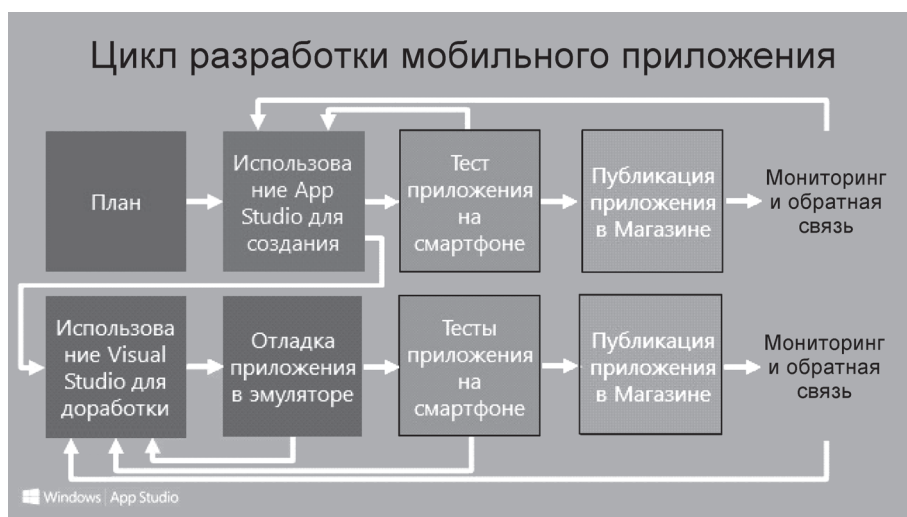 Цикл разработки мобильного приложения
План
Использова
ние App
Studio для
создания
Тест
приложения
на
смартфоне
Публикация
приложения
в Магазине
Мониторинг
и обратная
связь
Использова
ние Visual
Studio для
доработки
Отладка
приложения
в эмуляторе
Тесты
приложения
на
смартфоне
Публикация
приложения
в Магазине
Мониторинг
и обратная
связь
Windows App Studio